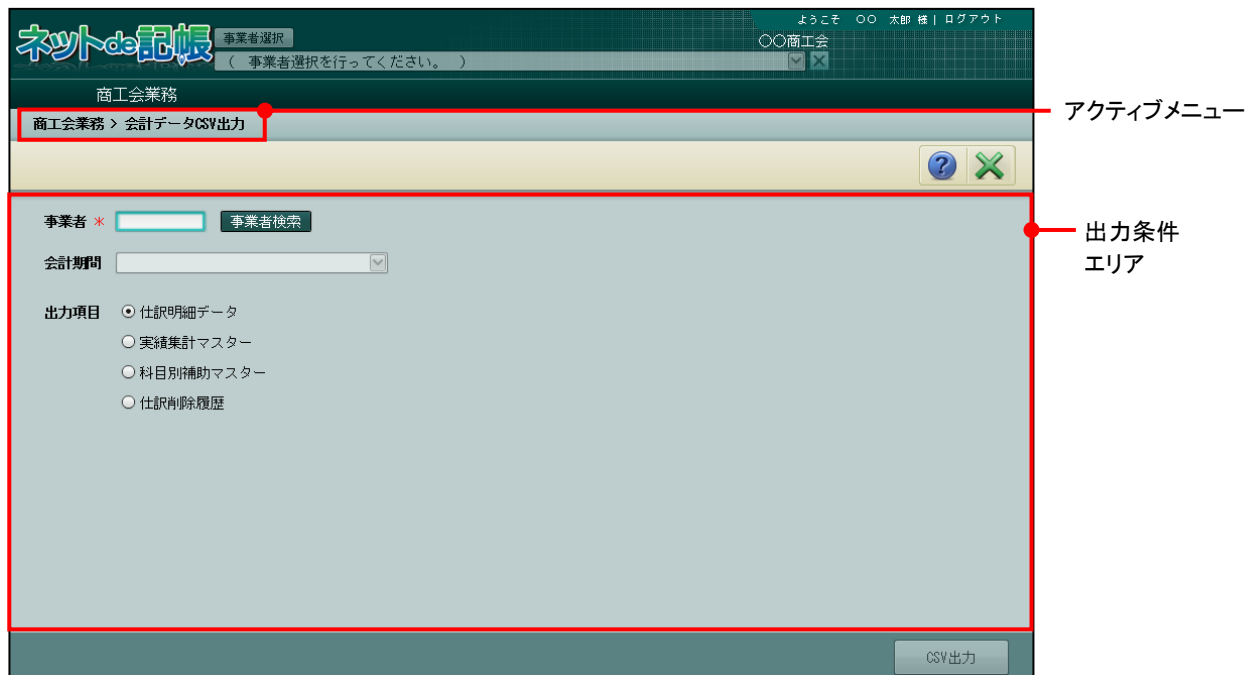 ようこそ 〇〇 太郎 様 | ログアウト
ネットde記帳
事業者選択
〇〇商工会
( 事業者選択を行ってください。 )
商工会業務
商工会業務 > 会計データCSV出力
アクティブメニュー
事業者 * 事業者検索
出力条件
エリア
会計期間
出力項目 仕訳明細データ
実績集計マスター
科目別補助マスター
仕訳削除履歴
CSV出力